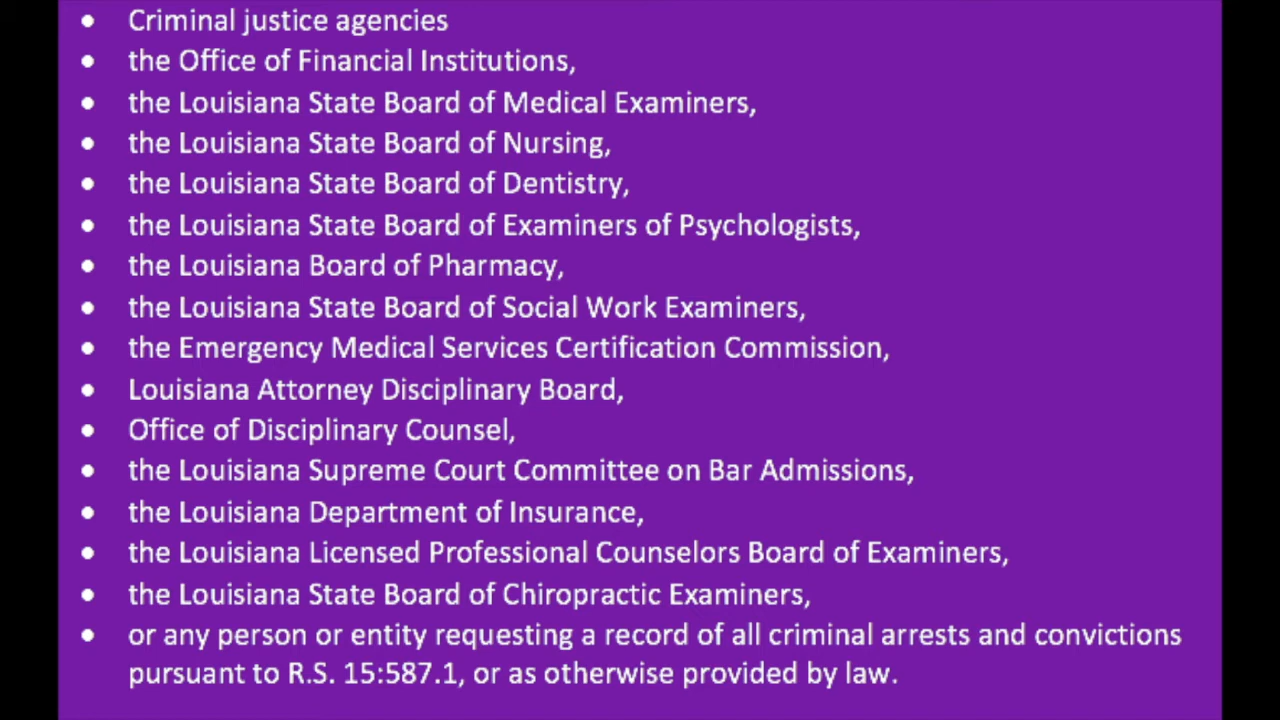 • Criminal justice agencies
• the Office of Financial Institutions,
• the Louisiana State Board of Medical Examiners,
• the Louisiana State Board of Nursing,
• the Louisiana State Board of Dentistry,
• the Louisiana State Board of Examiners of Psychologists,
• the Louisiana Board of Pharmacy,
• the Louisiana State Board of Social Work Examiners,
• the Emergency Medical Services Certification Commission,
• Louisiana Attorney Disciplinary Board,
• Office of Disciplinary Counsel,
• the Louisiana Supreme Court Committee on Bar Admissions,
• the Louisiana Department of Insurance,
• the Louisiana Licensed Professional Counselors Board of Examiners,
• the Louisiana State Board of Chiropractic Examiners,
• or any person or entity requesting a record of all criminal arrests and convictions
pursuant to R.S. 15:587.1, or as otherwise provided by law.